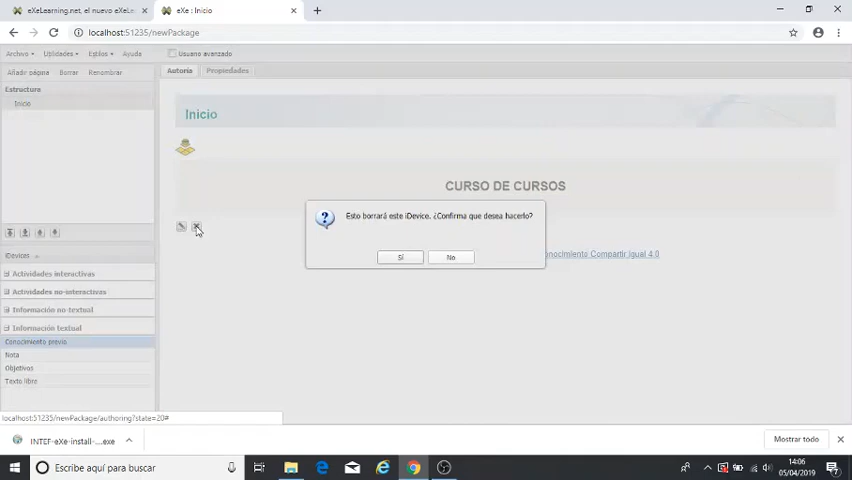 eXeLearning.net, el nuevo eXeL
eXe : Inicio
localhost:51235/newPackage
Archivo
Utilidades
Estilos
Ayuda
Usuario avanzado
Añadir página
Borrar
Renombrar
Autoría
Propiedades
Estructura
Inicio
Inicio
CURSO DE CURSOS
Esto borrará este iDevice. ¿Confirma que desea hacerlo?
Sí
No
onocimiento Compartir igual 4.0
iDevices
Actividades interactivas
Actividades no-interactivas
Información no-textual
Información textual
Conocimiento previo
Nota
Objetivos
Texto libre
localhost:51235/newPackage/authoring?state=20#
INTEF-eXe-install-....exe
Mostrar todo
Escribe aquí para buscar
14:06
05/04/2019